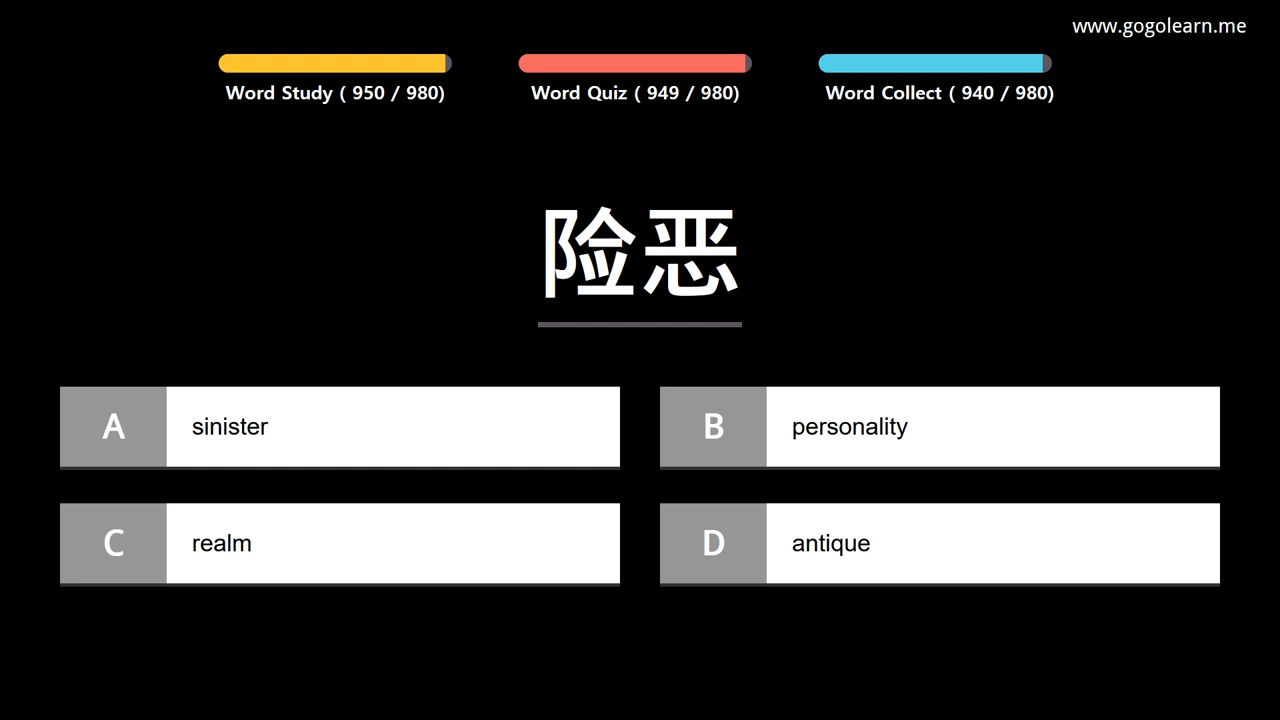 www.gogolearn.me
Word Study ( 950 / 980)
Word Quiz ( 949 / 980)
Word Collect ( 940 / 980)
险恶
A sinister
B personality
C realm
D antique